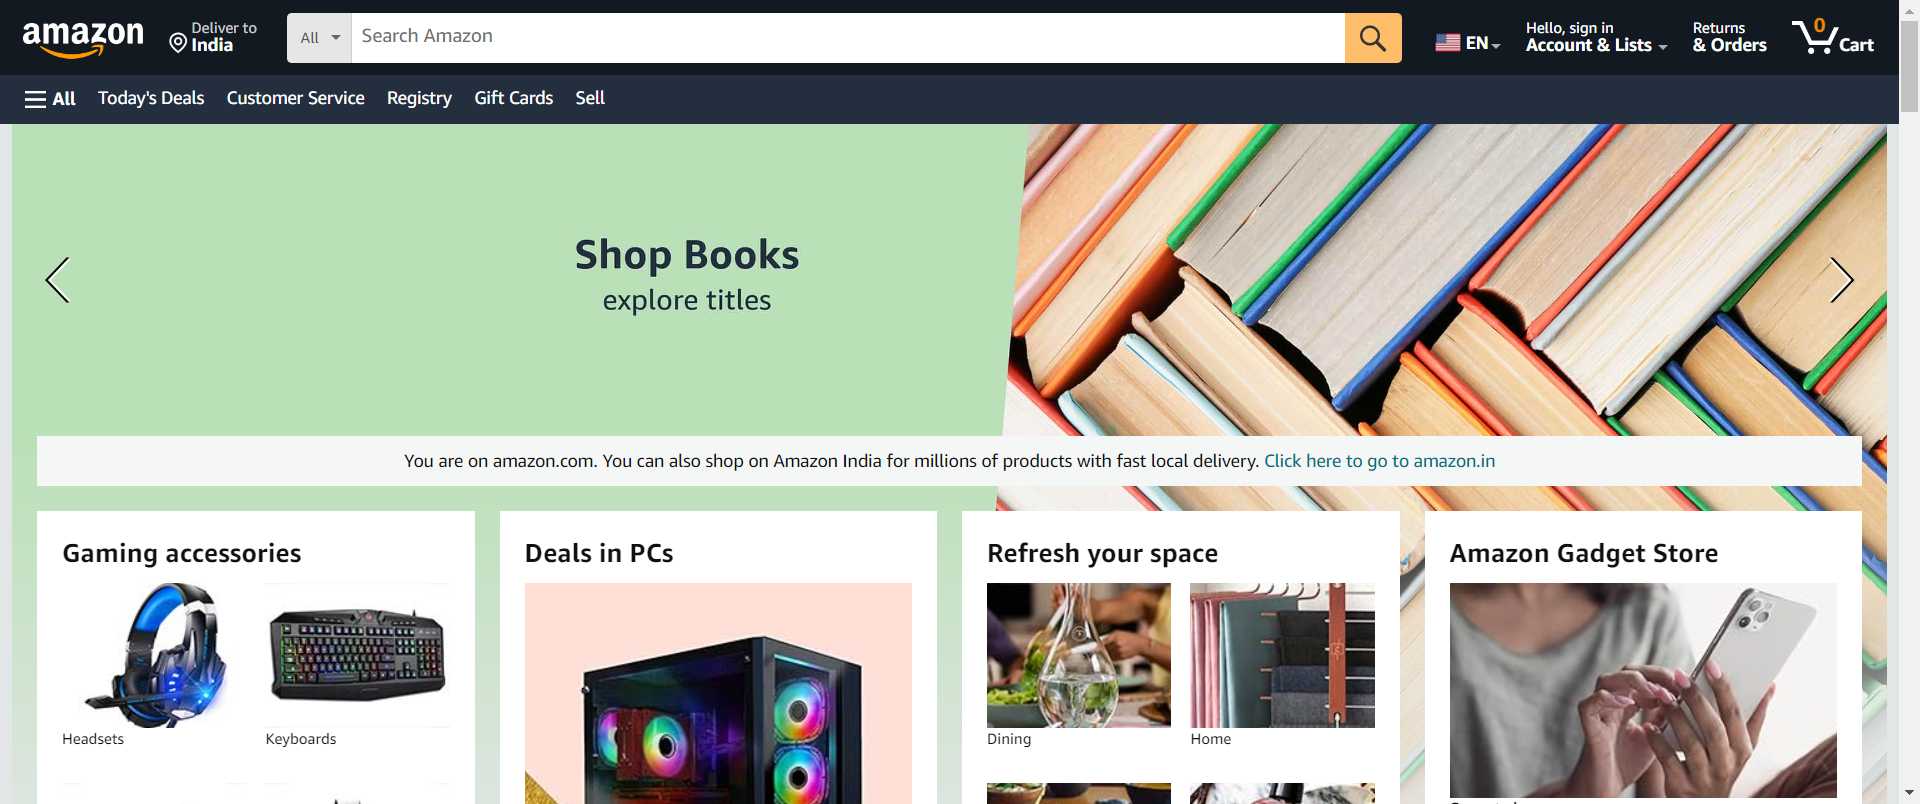 amazon
Deliver to
India
All
Search Amazon
EN
Hello, sign in
Account & Lists
Returns
& Orders
0
Cart
All
Today's Deals
Customer Service
Registry
Gift Cards
Sell
Shop Books
explore titles
You are on amazon.com. You can also shop on Amazon India for millions of products with fast local delivery. Click here to go to amazon.in
Gaming accessories
Headsets
Keyboards
Deals in PCs
Refresh your space
Dining
Home
Amazon Gadget Store